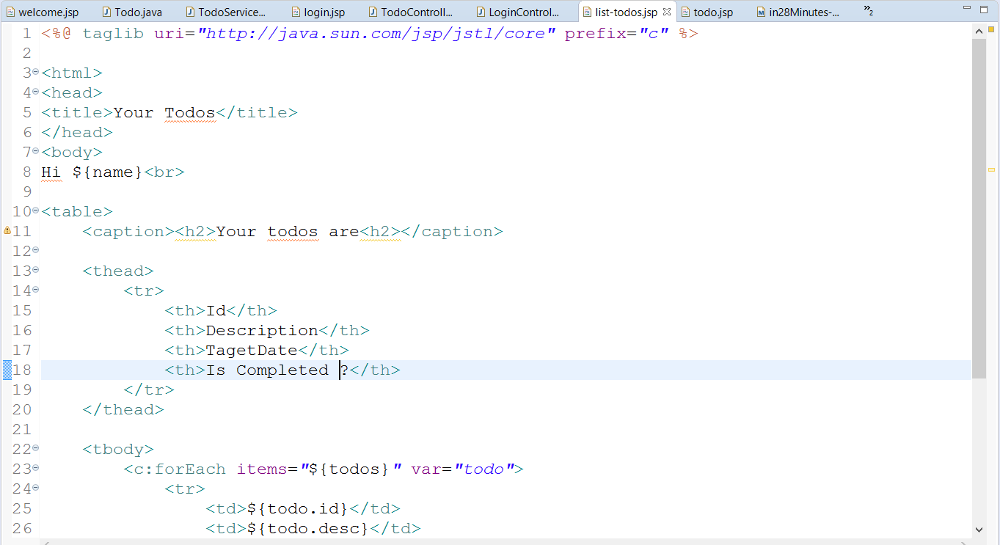 welcome.jsp Todo.java TodoService... login.jsp TodoControll... LoginControl... list-todos.jsp todo.jsp in28Minutes-... »2
1 <%@ taglib uri="http://java.sun.com/jsp/jstl/core" prefix="c" %>
2
3 <html>
4 <head>
5 <title>Your Todos</title>
6 </head>
7 <body>
8 Hi ${name}<br>
9
10 <table>
11 <caption><h2>Your todos are<h2></caption>
12
13 <thead>
14 <tr>
15 <th>Id</th>
16 <th>Description</th>
17 <th>TagetDate</th>
18 <th>Is Completed ?</th>
19 </tr>
20 </thead>
21
22 <tbody>
23 <c:forEach items="${todos}" var="todo">
24 <tr>
25 <td>${todo.id}</td>
26 <td>${todo.desc}</td>